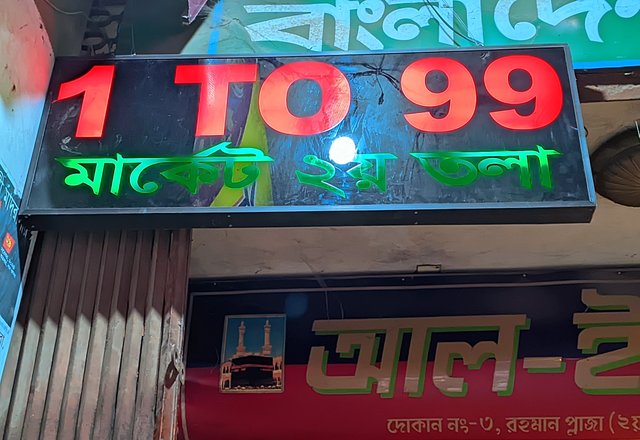 বাংলাদে
1 TO 99
মার্কেট ২য় তলা
আল-ই
দোকান নং-৩, রহমান প্লাজা (২য়